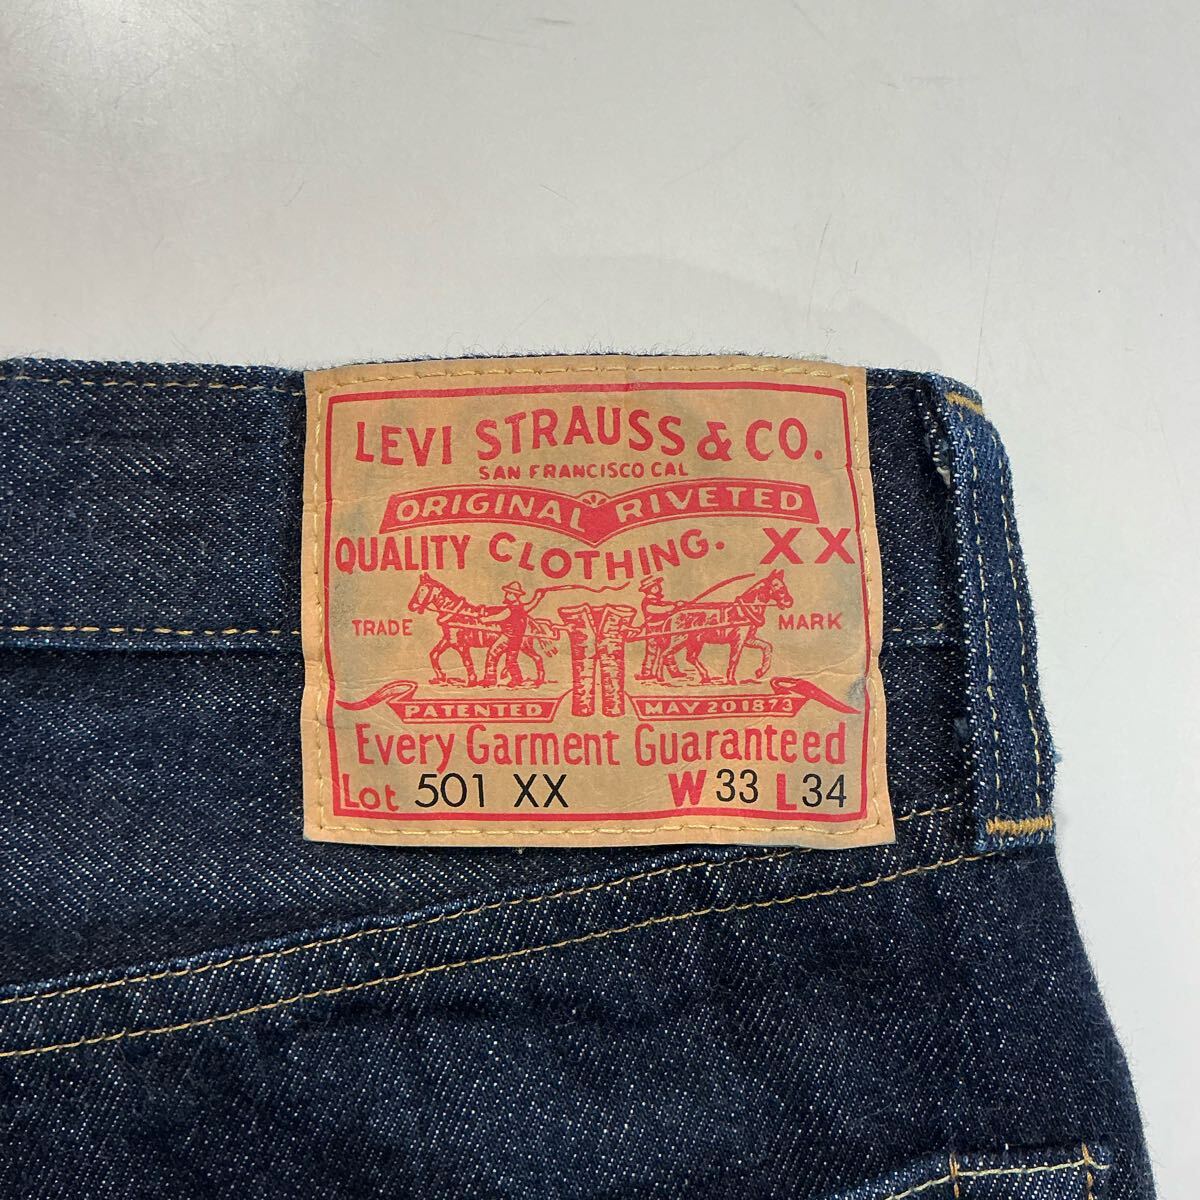 LEVI STRAUSS & CO.
SAN FRANCISCO CAL
ORIGINAL RIVETED
QUALITY CLOTHING. XX
TRADE MARK
PATENTED MAY 20 1873
Every Garment Guaranteed
Lot 501 XX W 33 L 34